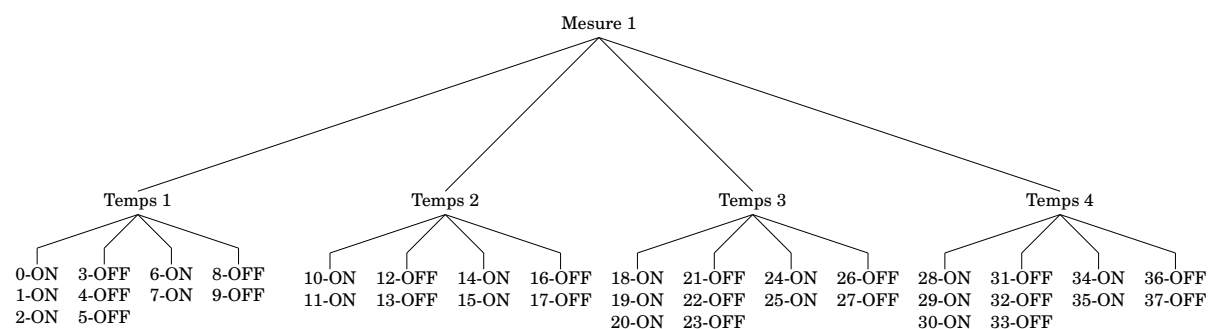 Mesure 1
Temps 1 Temps 2 Temps 3 Temps 4
0-ON 3-OFF 6-ON 8-OFF 10-ON 12-OFF 14-ON 16-OFF 18-ON 21-OFF 24-ON 26-OFF 28-ON 31-OFF 34-ON 36-OFF
1-ON 4-OFF 7-ON 9-OFF 11-ON 13-OFF 15-ON 17-OFF 19-ON 22-OFF 25-ON 27-OFF 29-ON 32-OFF 35-ON 37-OFF
2-ON 5-OFF 20-ON 23-OFF 30-ON 33-OFF